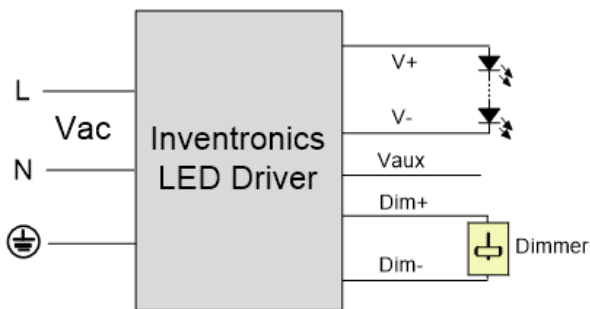 L
Vac
N
Inventronics
LED Driver
V+
V-
Vaux
Dim+
Dim-
Dimmer